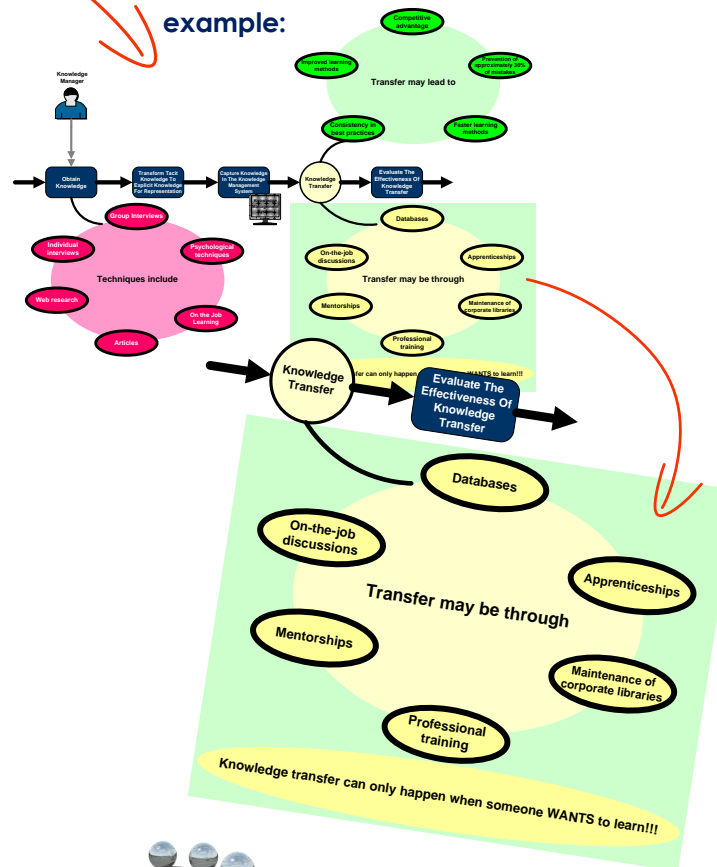 example:
Competitive
advantage
Improved learning
methods
Prevention of
approximately 30%
of mistakes
Transfer may lead to
Consistency in
best practices
Faster learning
methods
Knowledge
Manager
Obtain
Knowledge
Transform Tacit
Knowledge To
Explicit Knowledge
For Representation
Capture Knowledge
In The Knowledge
Management
System
Knowledge
Transfer
Evaluate The
Effectiveness Of
Knowledge
Transfer
Group Interviews
Individual
interviews
Psychological
techniques
Techniques include
Web research
On the Job
Learning
Articles
Databases
On-the-job
discussions
Apprenticeships
Transfer may be through
Mentorships
Maintenance of
corporate libraries
Professional
training
fer can only happen WANTS to learn!!!
Knowledge
Transfer
Evaluate The
Effectiveness Of
Knowledge
Transfer
Databases
On-the-job
discussions
Apprenticeships
Transfer may be through
Mentorships
Maintenance of
corporate libraries
Professional
training
Knowledge transfer can only happen when someone WANTS to learn!!!